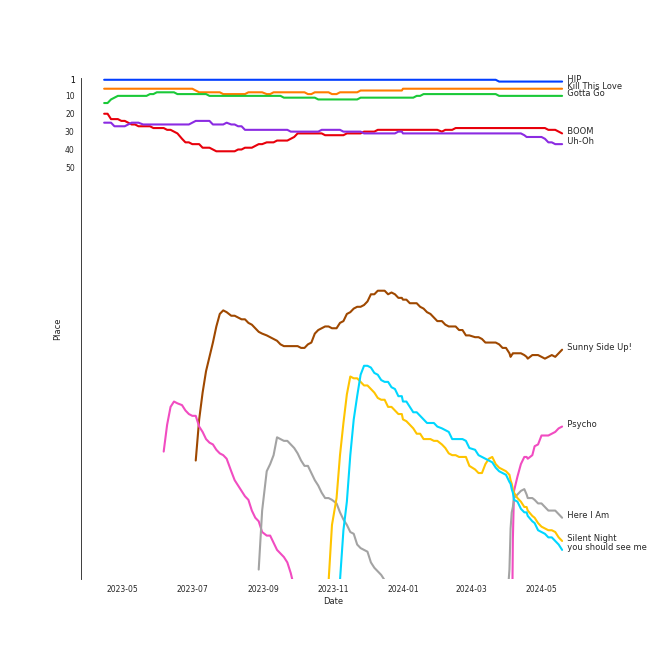 1
10
20
30
40
50
HIP
Kill This Love
Gotta Go
BOOM
Uh-Oh
Sunny Side Up!
Psycho
Here I Am
Silent Night
you should see me
Place
2023-05 2023-07 2023-09 2023-11 2024-01 2024-03 2024-05
Date